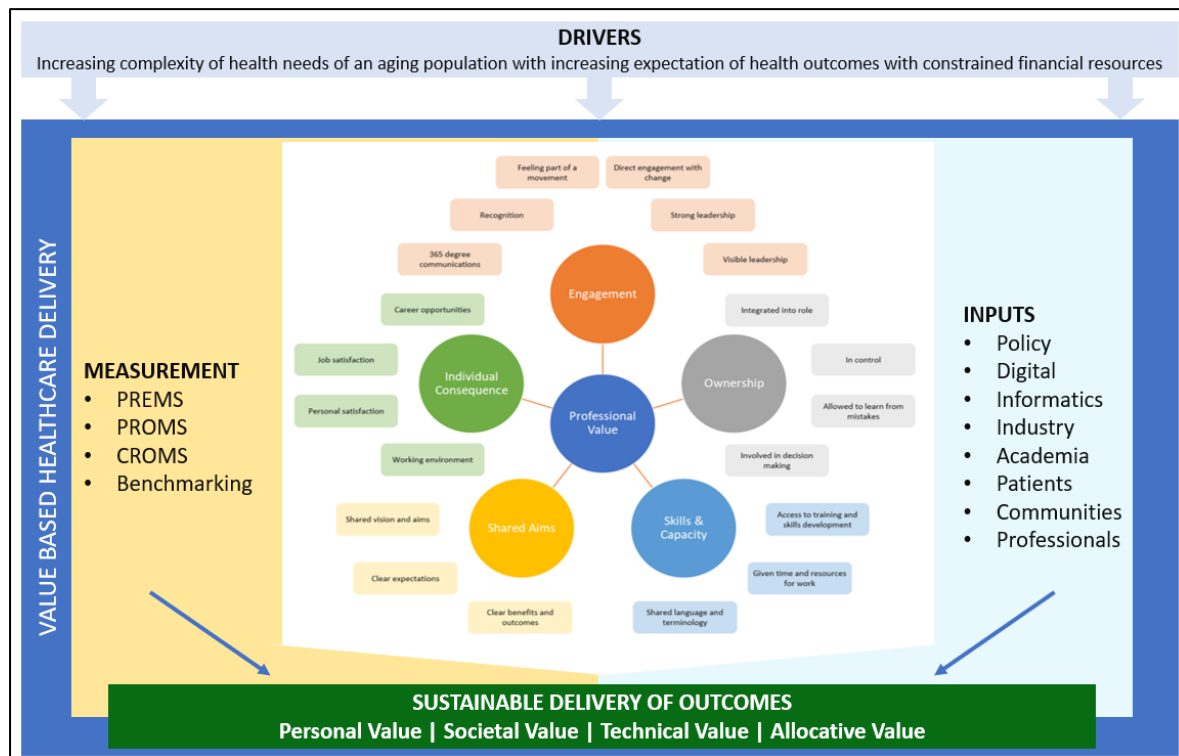 DRIVERS
Increasing complexity of health needs of an aging population with increasing expectation of health outcomes with constrained financial resources
VALUE BASED HEALTHCARE DELIVERY
MEASUREMENT
• PREMS
• PROMS
• CROMS
• Benchmarking
Feeling part of a
movement
Direct engagement with
change
Recognition
Strong leadership
365 degree
communications
Visible leadership
Engagement
Career opportunities
Job satisfaction
Personal satisfaction
Working environment
Individual
Consequence
Professional
Value
Ownership
Integrated into role
In control
Allowed to learn from
mistakes
Involved in decision
making
Shared Aims
Shared vision and aims
Clear expectations
Clear benefits and
outcomes
Skills &
Capacity
Access to training and
skills development
Given time and resources
for work
Shared language and
terminology
INPUTS
• Policy
• Digital
• Informatics
• Industry
• Academia
• Patients
• Communities
• Professionals
SUSTAINABLE DELIVERY OF OUTCOMES
Personal Value | Societal Value | Technical Value | Allocative Value